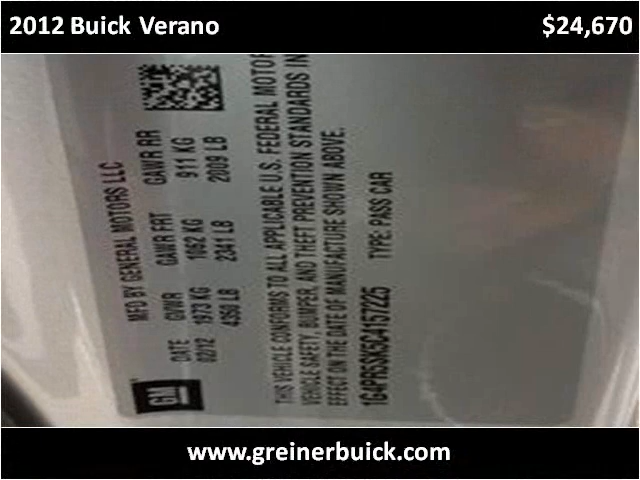 2012 Buick Verano
$24,670
MFD BY GENERAL MOTORS LLC
DATE GVWR GAWR FRT GAWR RR
02/12 1973 KG 1062 KG 911 KG
4350 LB 2341 LB 2009 LB
GM
THIS VEHICLE CONFORMS TO ALL APPLICABLE U.S. FEDERAL MOTOR
VEHICLE SAFETY, BUMPER, AND THEFT PREVENTION STANDARDS IN
EFFECT ON THE DATE OF MANUFACTURE SHOWN ABOVE.
1G4PR5SK5C4157225 TYPE: PASS CAR
www.greinerbuick.com